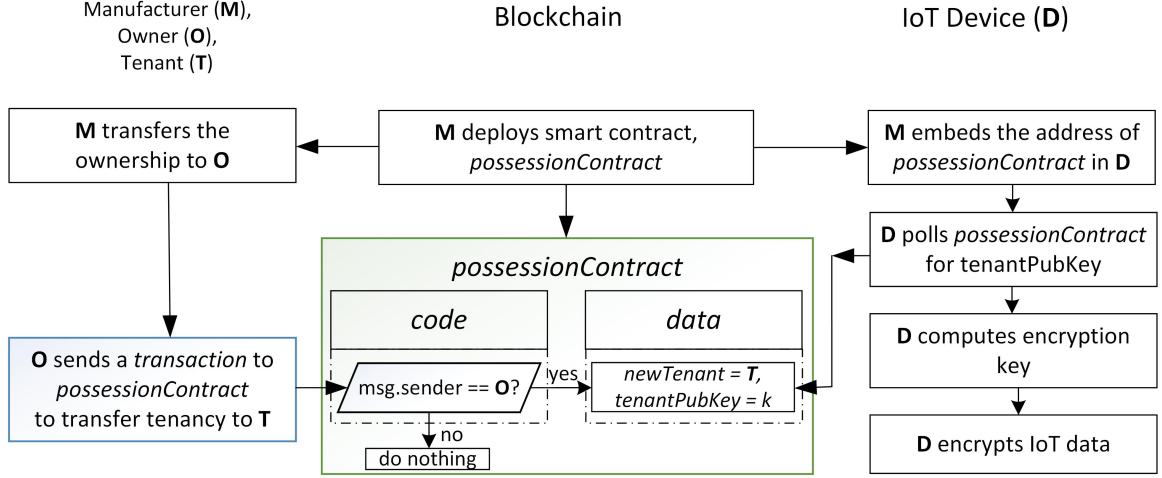 Manufacturer (M),
Owner (O),
Tenant (T)
Blockchain
IoT Device (D)
M transfers the
ownership to O
M deploys smart contract,
possessionContract
M embeds the address of
possessionContract in D
D polls possessionContract
for tenantPubKey
possessionContract
code
data
D computes encryption
key
O sends a transaction to
possessionContract
to transfer tenancy to T
msg.sender == O?
yes
newTenant = T,
tenantPubKey = k
no
do nothing
D encrypts IoT data